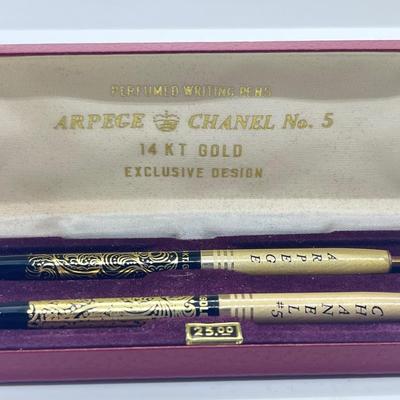 PERFUMED WRITING PENS
ARPEGE CHANEL No. 5
14 KT GOLD
EXCLUSIVE DESIGN
ARPEGE
CHANEL
#5
25.00